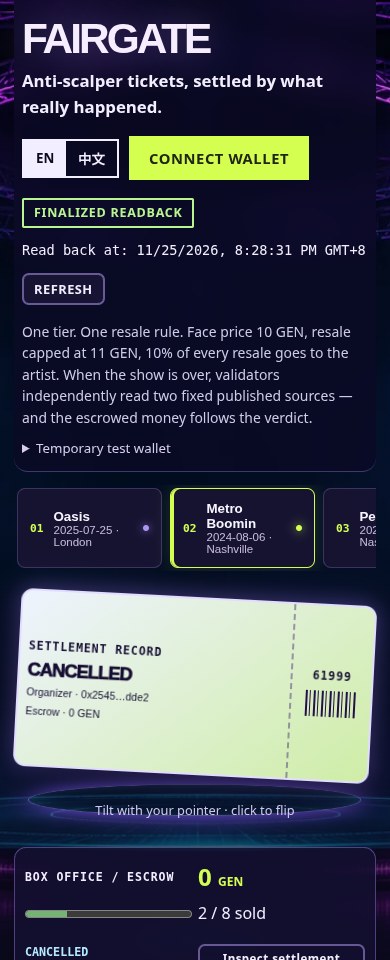 FAIRGATE
Anti-scalper tickets, settled by what
really happened.
EN 中文 CONNECT WALLET
FINALIZED READBACK
Read back at: 11/25/2026, 8:28:31 PM GMT+8
REFRESH
One tier. One resale rule. Face price 10 GEN, resale
capped at 11 GEN, 10% of every resale goes to the
artist. When the show is over, validators
independently read two fixed published sources —
and the escrowed money follows the verdict.
▶ Temporary test wallet
01 Oasis
2025-07-25 ·
London
02 Metro
Boomin
2024-08-06 ·
Nashville
03 Pe
202
Nas
SETTLEMENT RECORD
CANCELLED
Organizer · 0x2545…dde2
Escrow · 0 GEN
61999
Tilt with your pointer · click to flip
BOX OFFICE / ESCROW 0 GEN
2 / 8 sold
CANCELLED
Inspect settlement